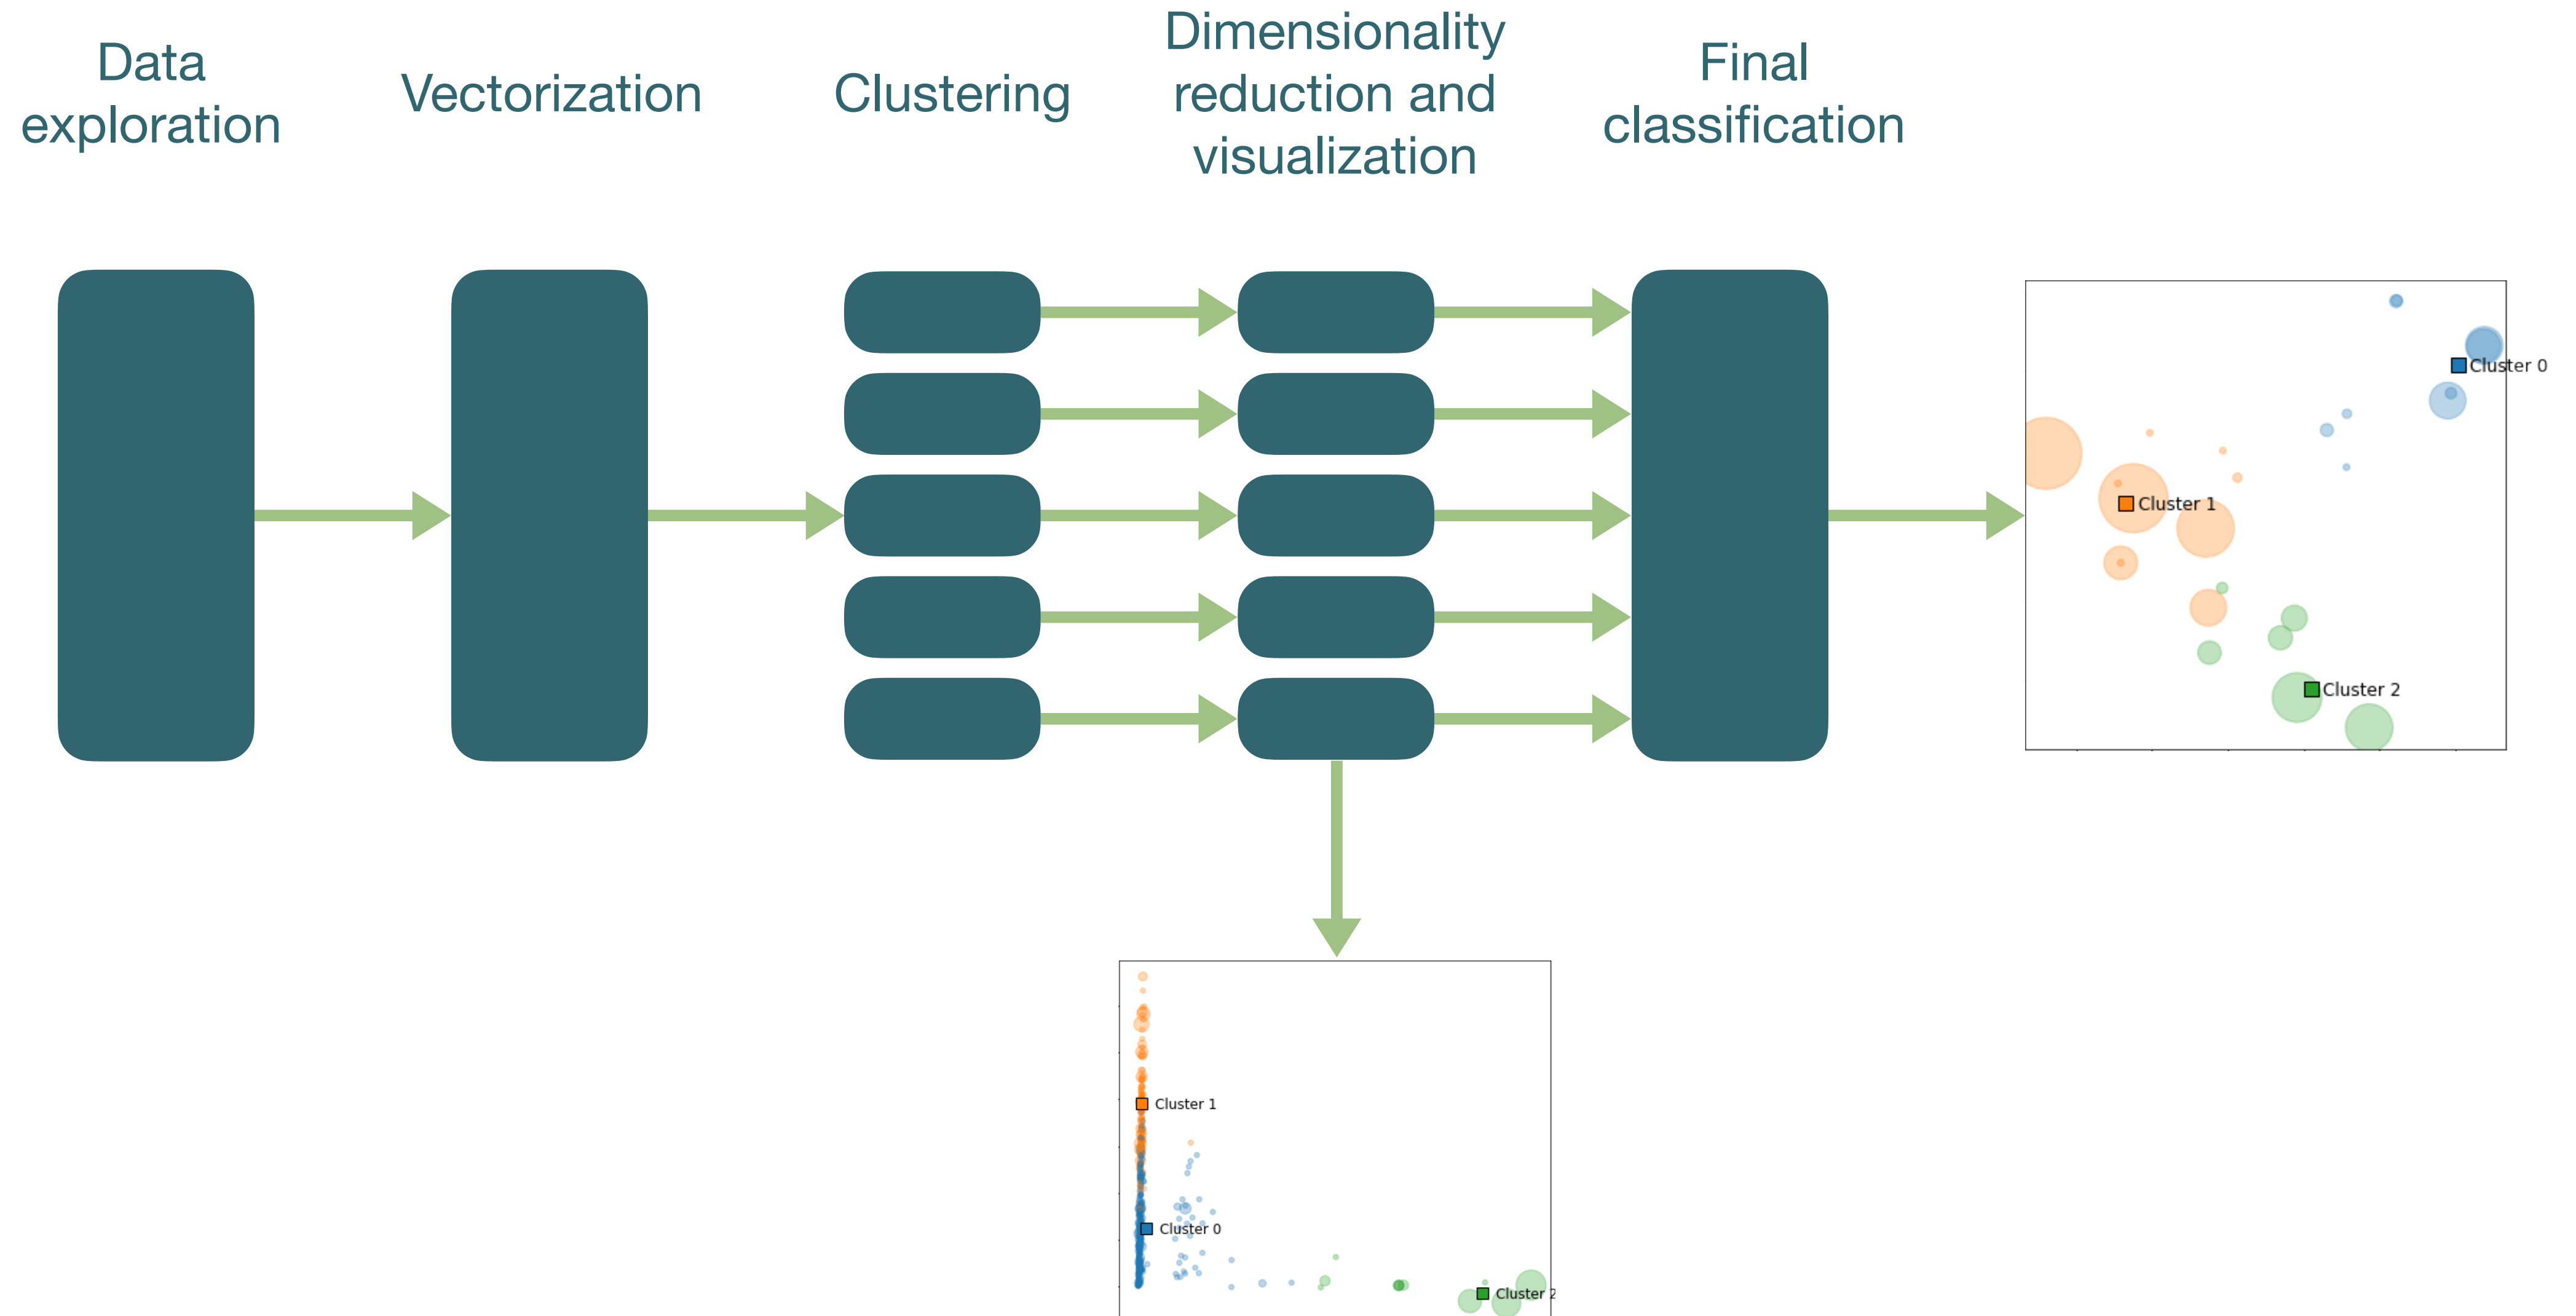 Data
exploration
Vectorization
Clustering
Dimensionality
reduction and
visualization
Final
classification
Cluster 0
Cluster 1
Cluster 2
Cluster 1
Cluster 0
Cluster 2